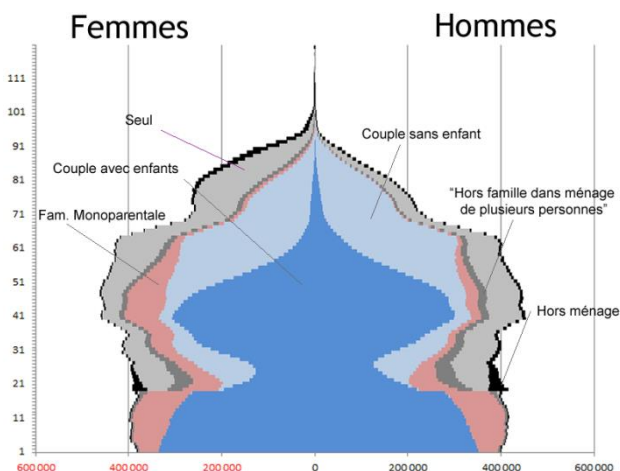 Femmes
Hommes
111
101
91
81
71
61
51
41
31
21
11
1
Seul
Couple avec enfants
Fam. Monoparentale
Couple sans enfant
"Hors famille dans ménage
de plusieurs personnes"
Hors ménage
600 000
400 000
200 000
0
200 000
400 000
600 000